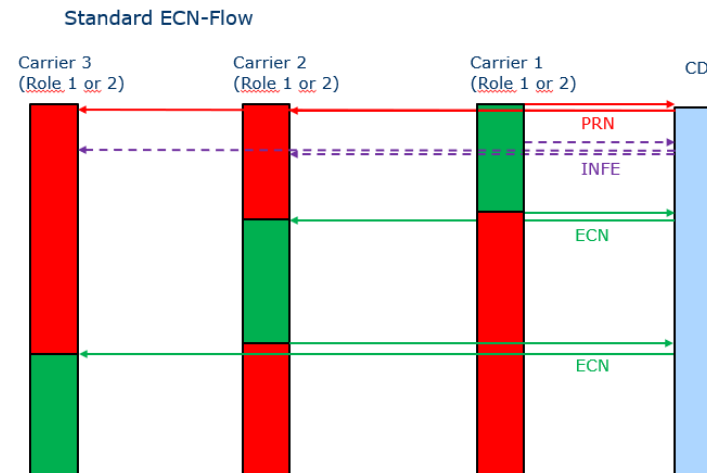 Standard ECN-Flow
Carrier 3
(Role 1 or 2)
Carrier 2
(Role 1 or 2)
Carrier 1
(Role 1 or 2)
CD
PRN
INFE
ECN
ECN